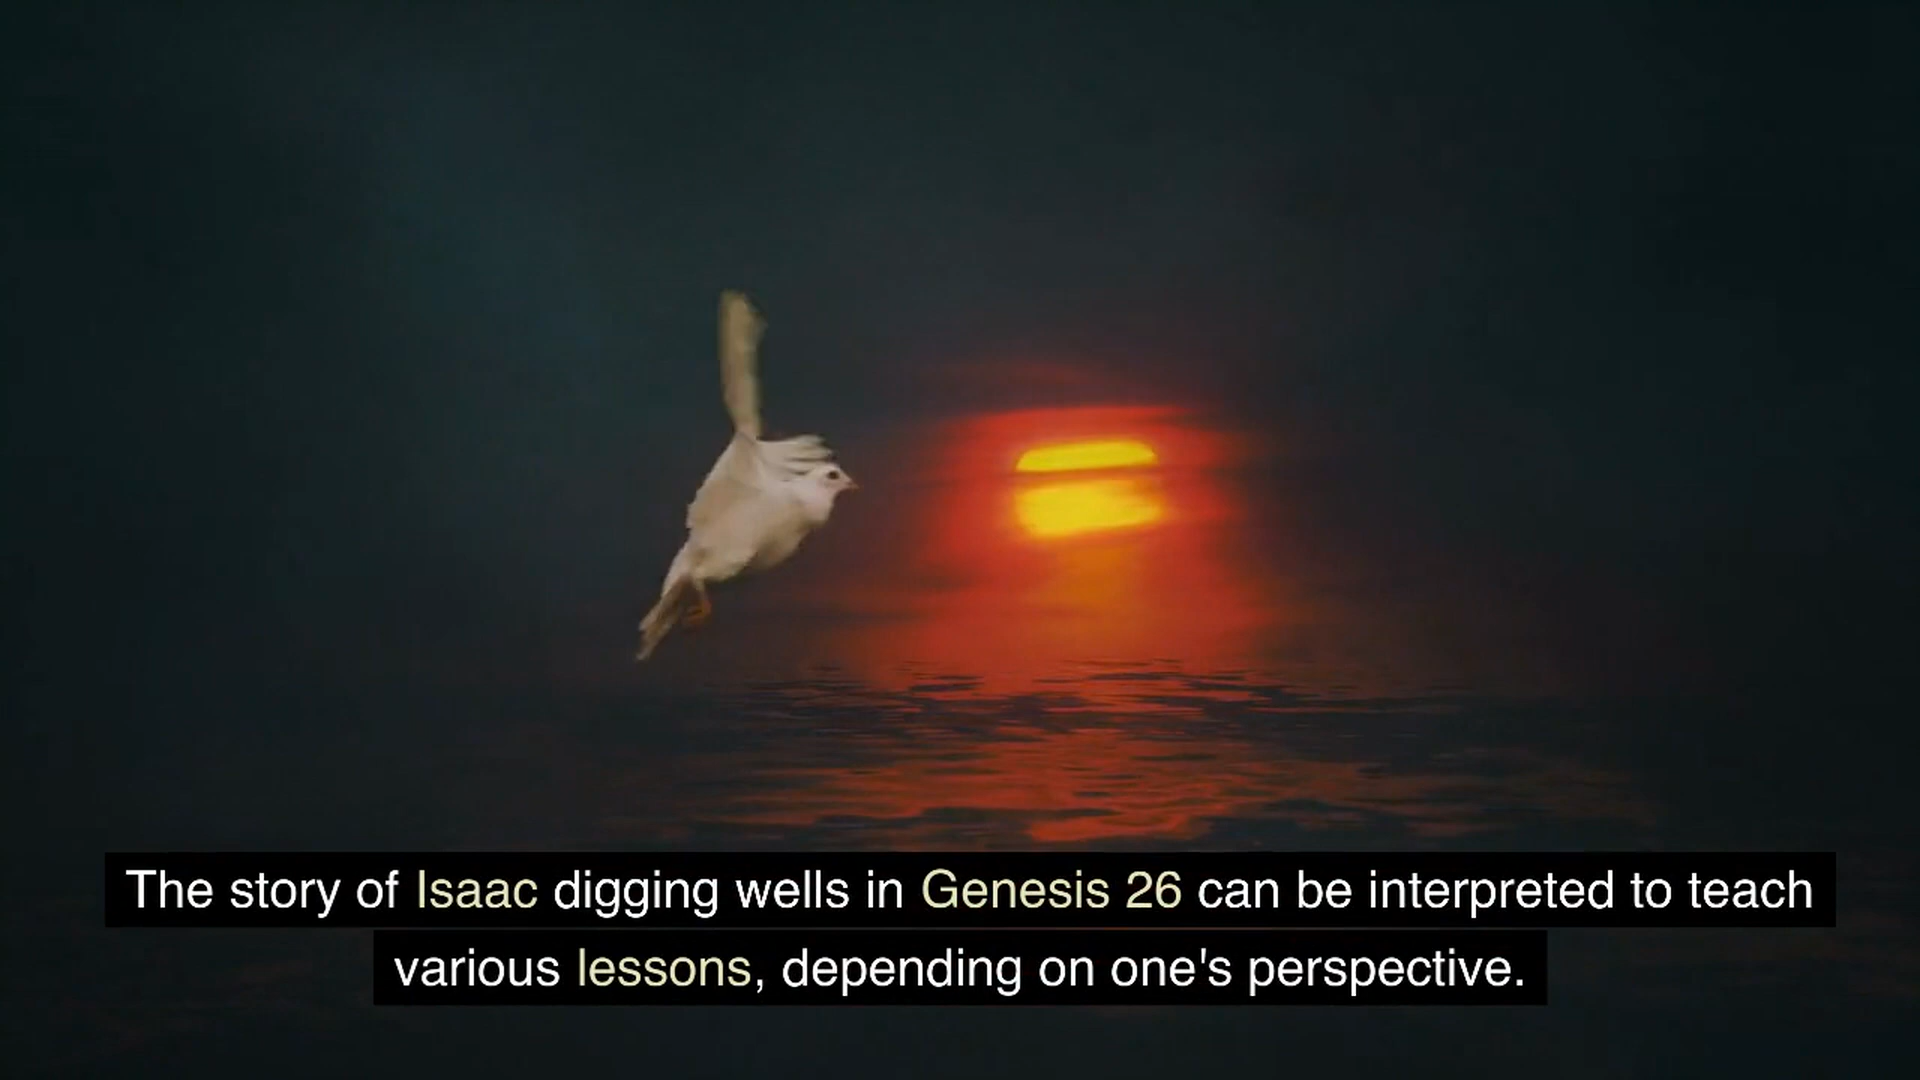 The story of Isaac digging wells in Genesis 26 can be interpreted to teach
various lessons, depending on one's perspective.